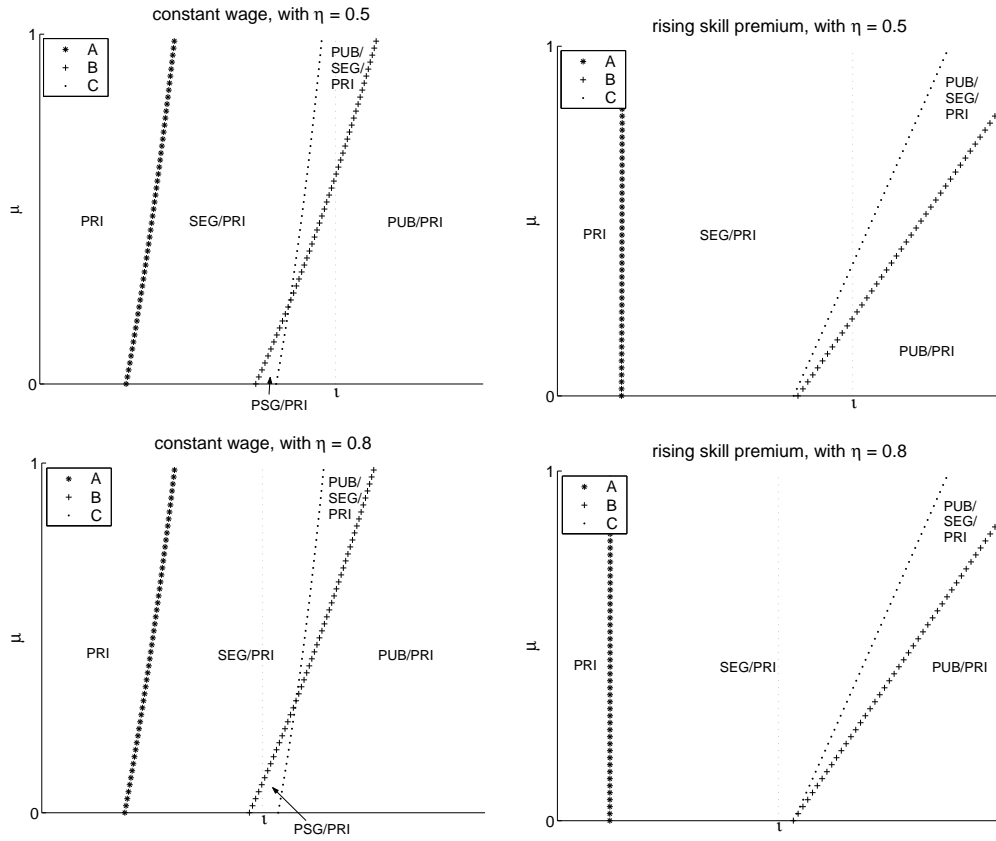 constant wage, with η = 0.5
1
A
B
C
PUB/
SEG/
PRI
μ
PRI
SEG/PRI
PUB/PRI
0
ι
PSG/PRI
rising skill premium, with η = 0.5
1
A
B
C
PUB/
SEG/
PRI
μ
PRI
SEG/PRI
PUB/PRI
0
ι
constant wage, with η = 0.8
1
A
B
C
PUB/
SEG/
PRI
μ
PRI
SEG/PRI
PUB/PRI
0
ι
PSG/PRI
rising skill premium, with η = 0.8
1
A
B
C
PUB/
SEG/
PRI
μ
PRI
SEG/PRI
PUB/PRI
0
ι